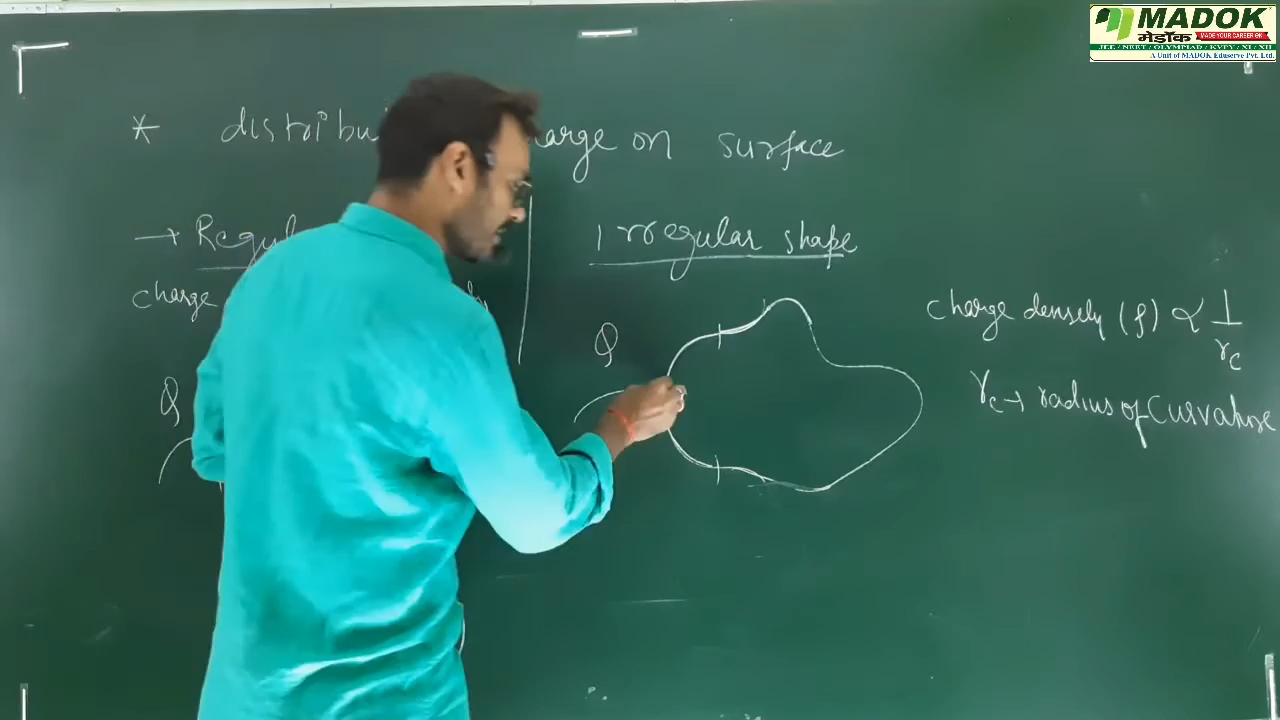 MADOK
मेडॉक MADE YOUR CAREER OK
JEE / NEET / OLYMPIAD / KVPY / XI / XII
A Unit of MADOK Eduserve Pvt. Ltd.
* distribu arge on surface
→ Regul
Irregular shape
charge
Q
Q
charge densely (ρ) ∝ 1/r_c
r_c → radius of Curvature